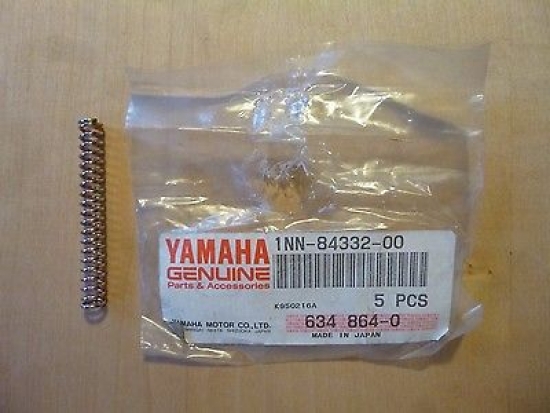 YAMAHA
GENUINE
Parts & Accessories
1NN-84332-00
K950216A
5 PCS
YAMAHA MOTOR CO., LTD.
634 864-0
MADE IN JAPAN